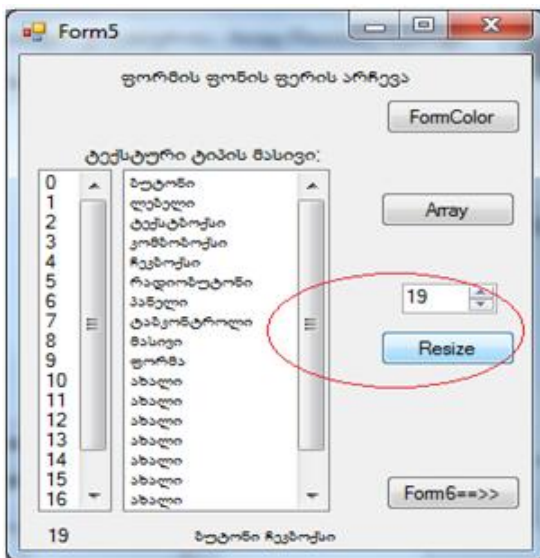 Form5
ფორმის ფონის ფერის არჩევა
FormColor
ტექსტური ტიპის მასივი:
0 ბუტონი
1 ლებელი
2 ტექსტბოქსი
3 კომბობოქსი
4 ჩეკბოქსი
5 რადიობუტონი
6 პანელი
7 ტაბკონტროლი
8 მასივი
9 ფორმა
10 ახალი
11 ახალი
12 ახალი
13 ახალი
14 ახალი
15 ახალი
16 ახალი
Array
19
Resize
Form6==>>
19 ბუტონი ჩეკბოქსი